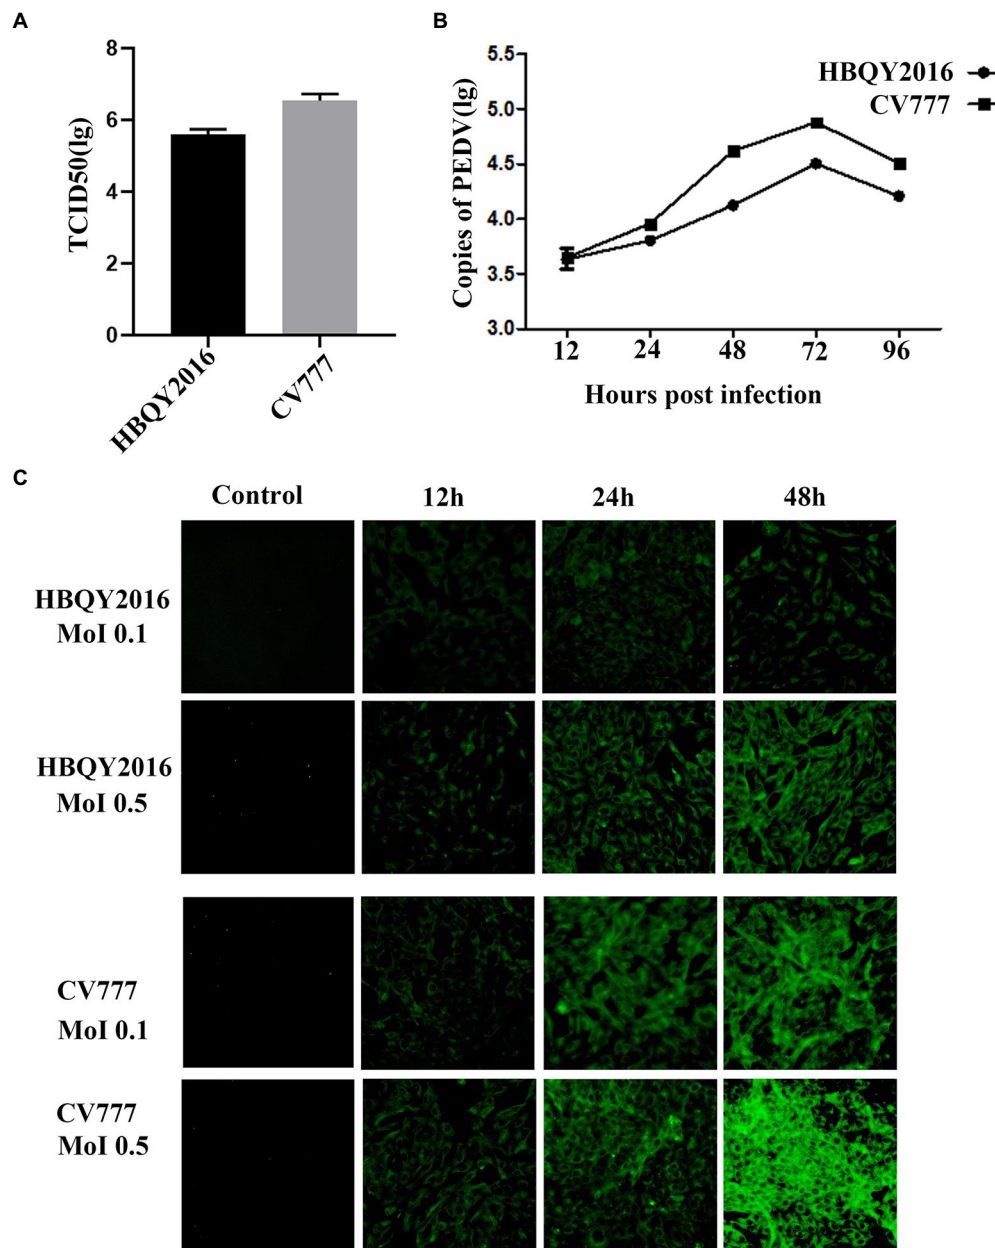 A
8
6
4
2
0
TCID50(lg)
HBQY2016
CV777
B
5.5
5.0
4.5
4.0
3.5
3.0
Copies of PEDV(lg)
HBQY2016
CV777
12 24 48 72 96
Hours post infection
C
Control 12h 24h 48h
HBQY2016
MoI 0.1
HBQY2016
MoI 0.5
CV777
MoI 0.1
CV777
MoI 0.5